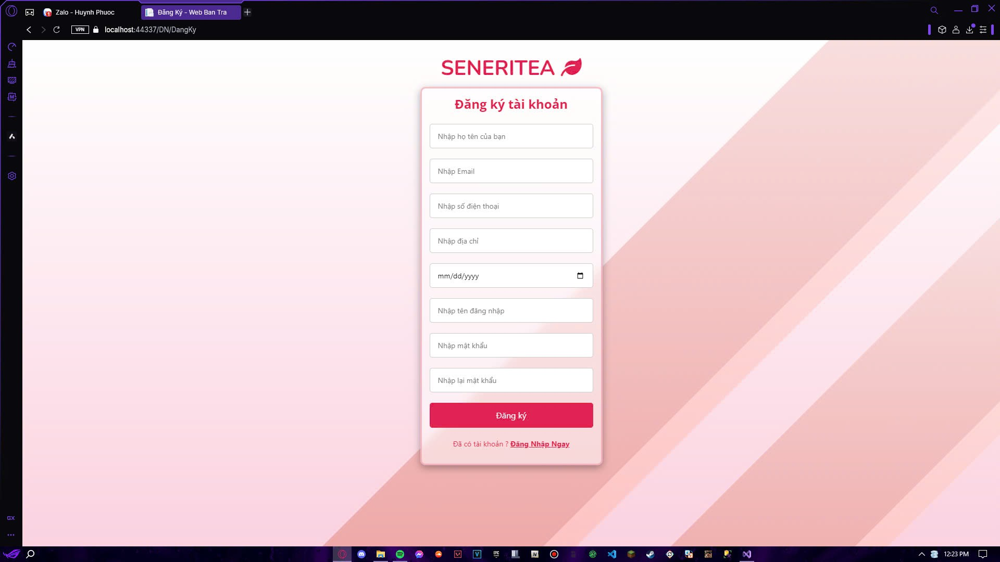 Zalo - Huynh Phuoc
Đăng Ký - Web Ban Tra
VPN
localhost:44337/DN/DangKy
SENERITEA
Đăng ký tài khoản
Nhập họ tên của bạn
Nhập Email
Nhập số điện thoại
Nhập địa chỉ
mm/dd/yyyy
Nhập tên đăng nhập
Nhập mật khẩu
Nhập lại mật khẩu
Đăng ký
Đã có tài khoản ? Đăng Nhập Ngay
GX
12:23 PM